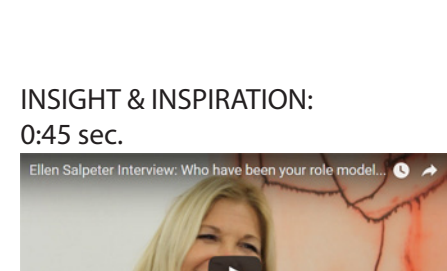 INSIGHT & INSPIRATION:
0:45 sec.
Ellen Salpeter Interview: Who have been your role model...